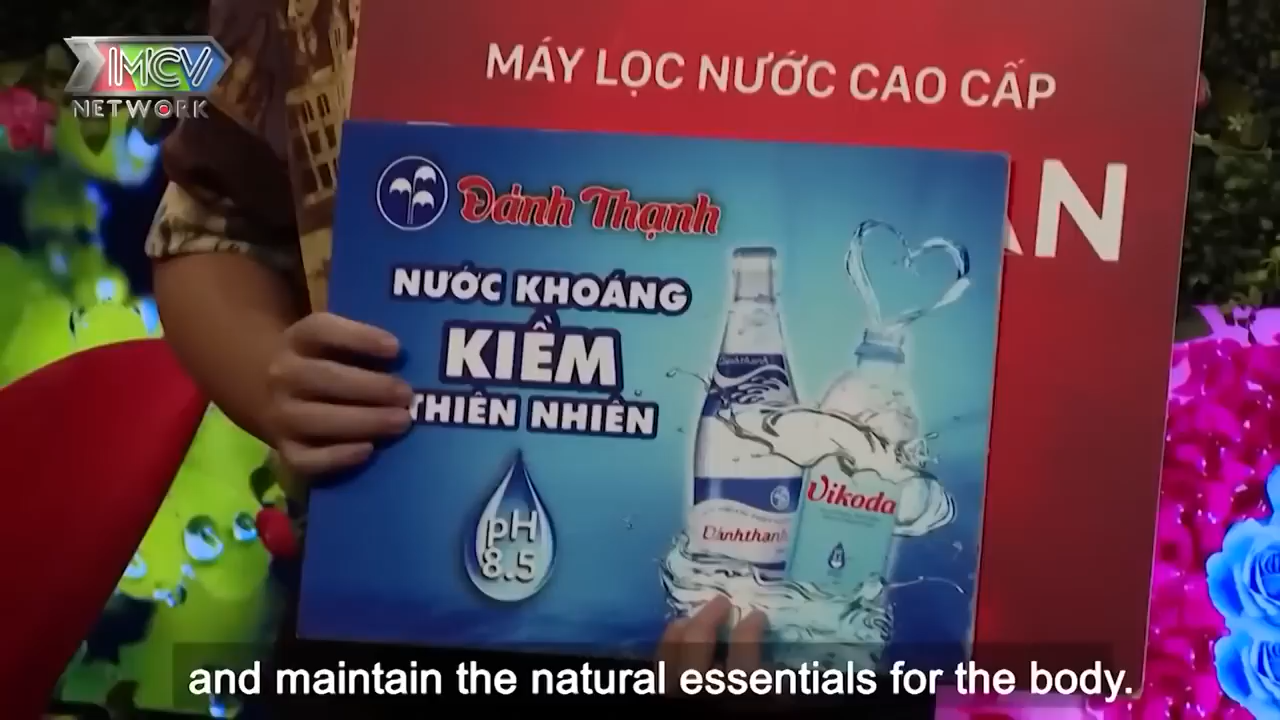 MCV
NETWORK
MÁY LỌC NƯỚC CAO CẤP
AN
Đảnh Thạnh
NƯỚC KHOÁNG
KIỀM
THIÊN NHIÊN
pH
8.5
Đảnhthạnh
Vikoda
and maintain the natural essentials for the body.